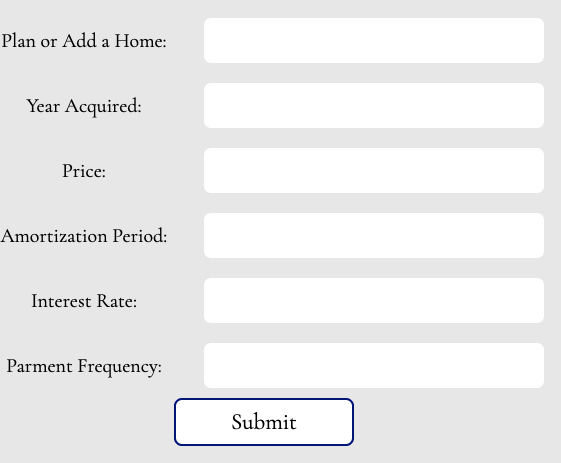 Plan or Add a Home:
Year Acquired:
Price:
Amortization Period:
Interest Rate:
Parment Frequency:
Submit